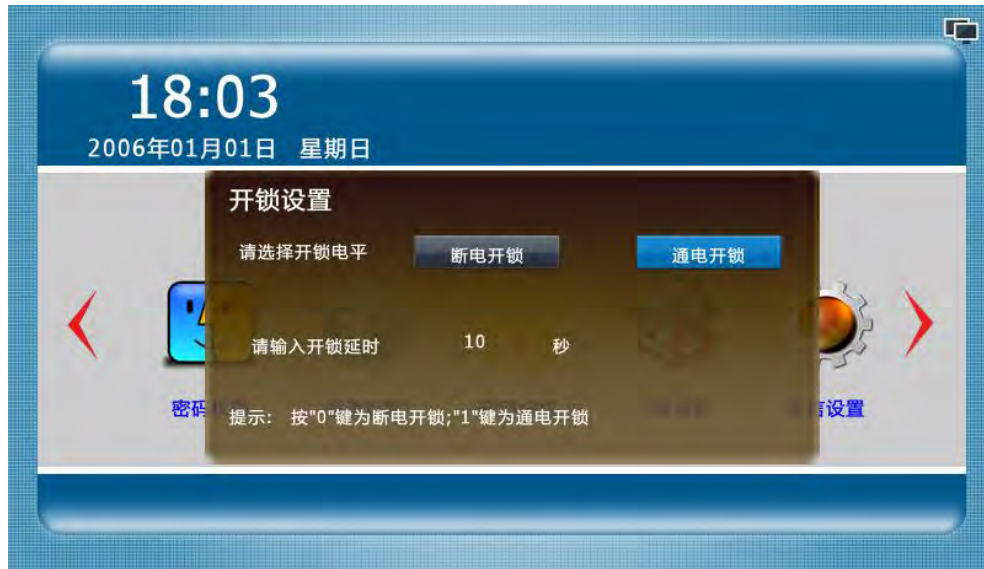 18:03
2006年01月01日 星期日
开锁设置
请选择开锁电平 断电开锁 通电开锁
请输入开锁延时 10 秒
密码
设置
提示: 按"0"键为断电开锁;"1"键为通电开锁